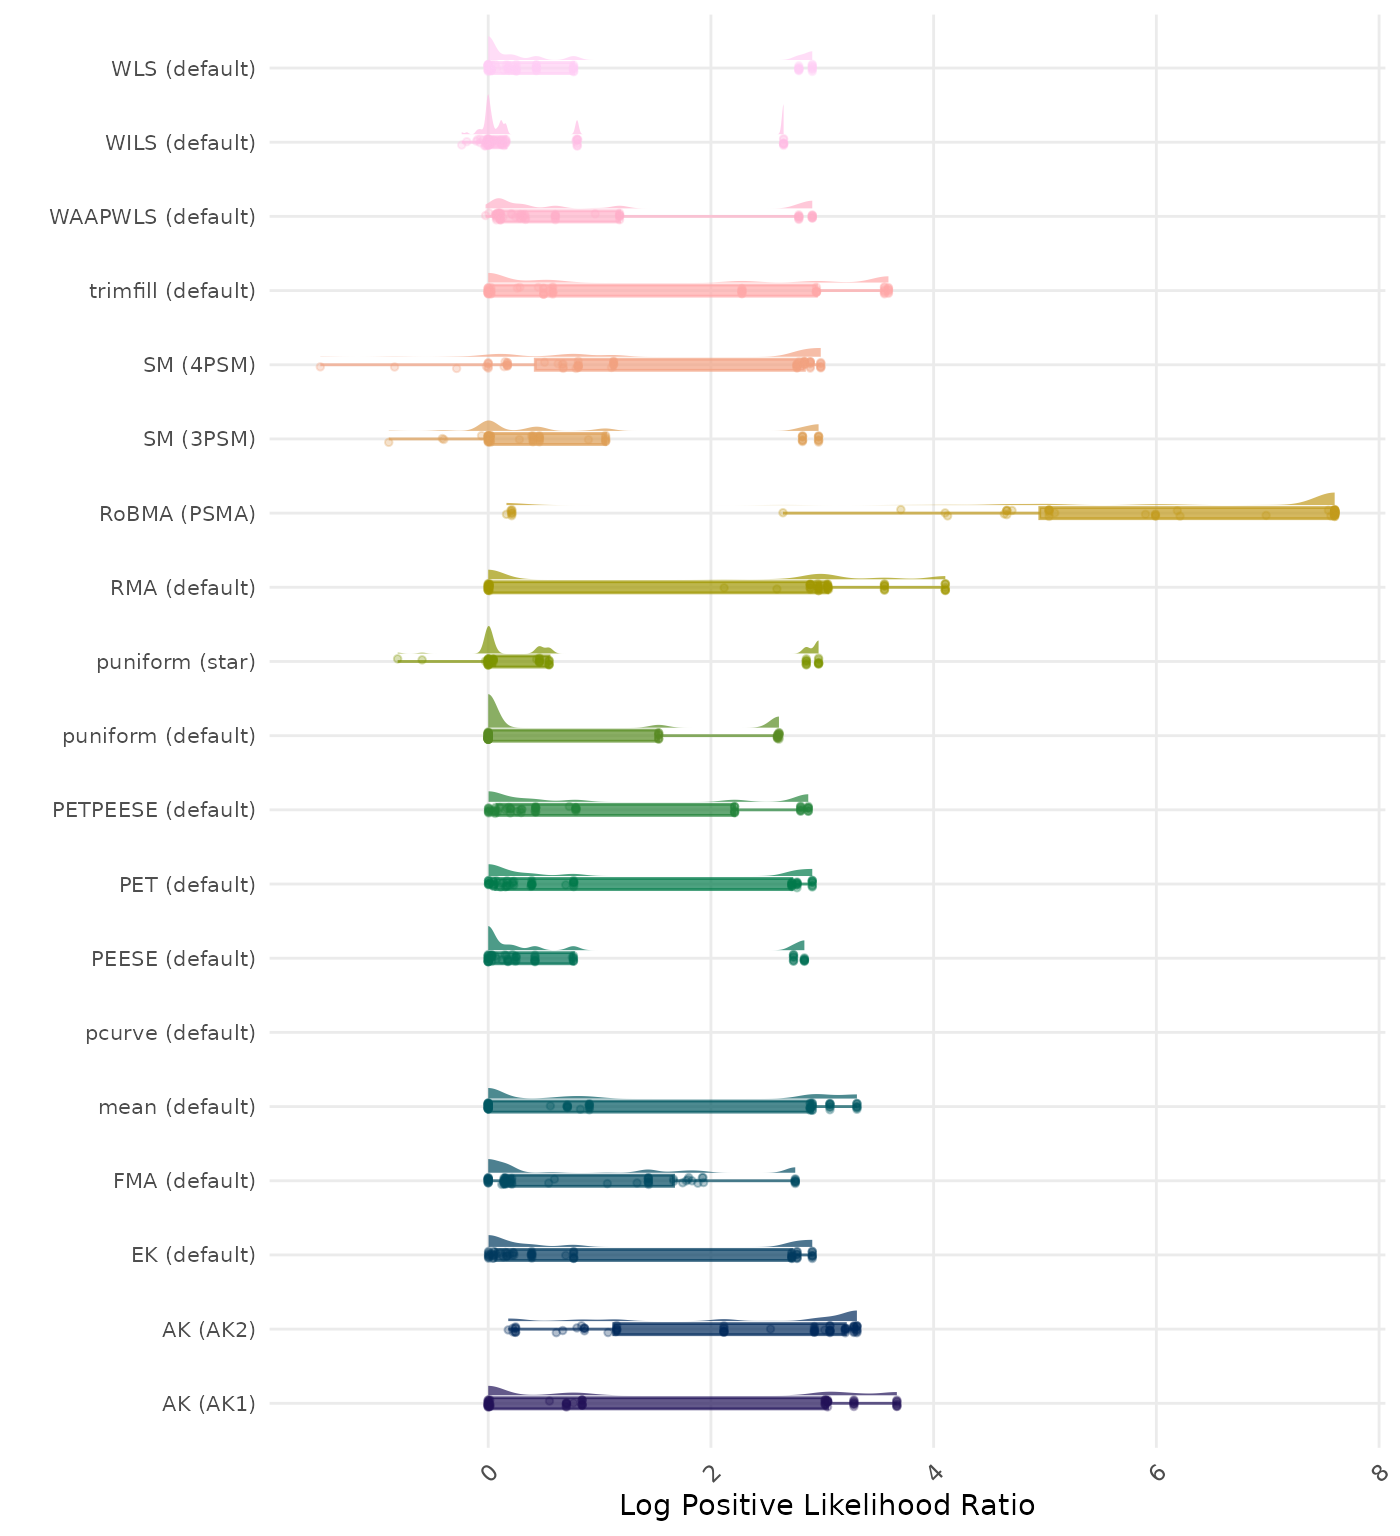 WLS (default)
WILS (default)
WAAPWLS (default)
trimfill (default)
SM (4PSM)
SM (3PSM)
RoBMA (PSMA)
RMA (default)
puniform (star)
puniform (default)
PETPEESE (default)
PET (default)
PEESE (default)
pcurve (default)
mean (default)
FMA (default)
EK (default)
AK (AK2)
AK (AK1)
0 2 4 6 8
Log Positive Likelihood Ratio